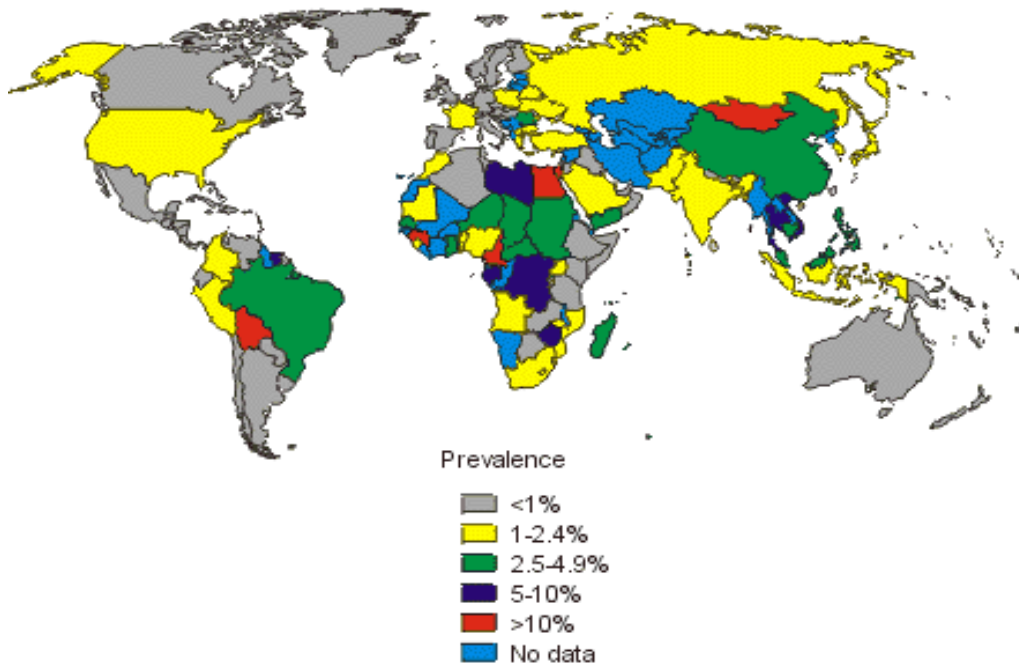 Prevalence
<1%
1-2.4%
2.5-4.9%
5-10%
>10%
No data